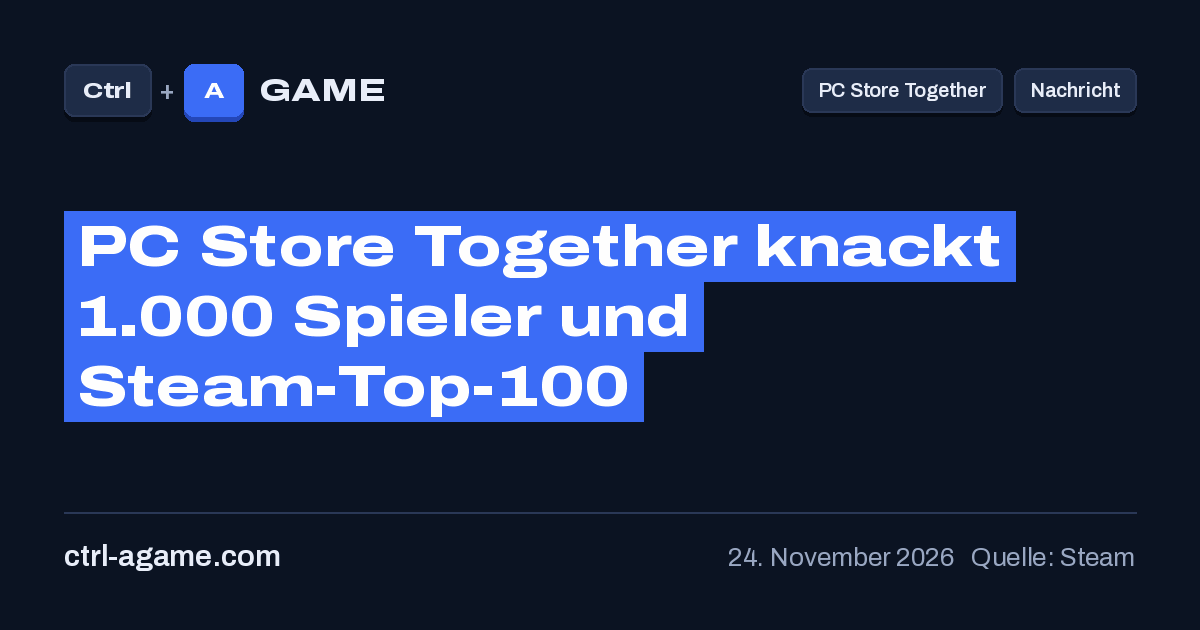 Ctrl + A GAME
PC Store Together Nachricht
PC Store Together knackt
1.000 Spieler und
Steam-Top-100
ctrl-agame.com
24. November 2026 Quelle: Steam